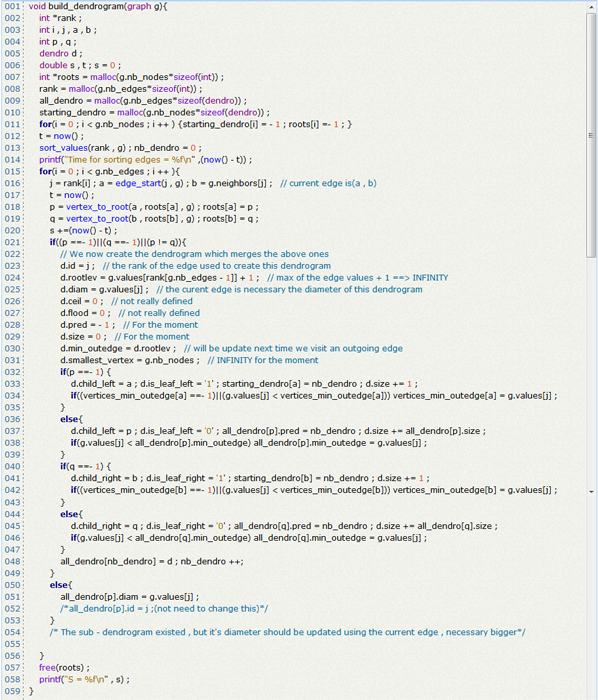 001 void build_dendrogram(graph g){
002 int *rank ;
003 int i , j , a , b ;
004 int p , q ;
005 dendro d ;
006 double s , t ; s = 0 ;
007 int *roots = malloc(g.nb_nodes*sizeof(int)) ;
008 rank = malloc(g.nb_edges*sizeof(int)) ;
009 all_dendro = malloc(g.nb_edges*sizeof(dendro)) ;
010 starting_dendro = malloc(g.nb_nodes*sizeof(dendro)) ;
011 for(i = 0 ; i < g.nb_nodes ; i ++ ) {starting_dendro[i] = - 1 ; roots[i] =- 1 ; }
012 t = now() ;
013 sort_values(rank , g) ; nb_dendro = 0 ;
014 printf("Time for sorting edges = %f\n" ,(now() - t)) ;
015 for(i = 0 ; i < g.nb_edges ; i ++ ){
016 j = rank[i] ; a = edge_start(j , g) ; b = g.neighbors[j] ; // current edge is(a , b)
017 t = now() ;
018 p = vertex_to_root(a , roots[a] , g) ; roots[a] = p ;
019 q = vertex_to_root(b , roots[b] , g) ; roots[b] = q ;
020 s +=(now() - t) ;
021 if((p ==- 1)||(q ==- 1)||(p != q)){
022 // We now create the dendrogram which merges the above ones
023 d.id = j ; // the rank of the edge used to create this dendrogram
024 d.rootlev = g.values[rank[g.nb_edges - 1]] + 1 ; // max of the edge values + 1 ==> INFINITY
025 d.diam = g.values[j] ; // the curent edge is necessary the diameter of this dendrogram
026 d.ceil = 0 ; // not really defined
027 d.flood = 0 ; // not really defined
028 d.pred = - 1 ; // For the moment
029 d.size = 0 ; // For the moment
030 d.min_outedge = d.rootlev ; // will be update next time we visit an outgoing edge
031 d.smallest_vertex = g.nb_nodes ; // INFINITY for the moment
032 if(p ==- 1) {
033 d.child_left = a ; d.is_leaf_left = '1' ; starting_dendro[a] = nb_dendro ; d.size += 1 ;
034 if((vertices_min_outedge[a] ==- 1)||(g.values[j] < vertices_min_outedge[a])) vertices_min_outedge[a] = g.values[j] ;
035 }
036 else{
037 d.child_left = p ; d.is_leaf_left = '0' ; all_dendro[p].pred = nb_dendro ; d.size += all_dendro[p].size ;
038 if(g.values[j] < all_dendro[p].min_outedge) all_dendro[p].min_outedge = g.values[j] ;
039 }
040 if(q ==- 1) {
041 d.child_right = b ; d.is_leaf_right = '1' ; starting_dendro[b] = nb_dendro ; d.size += 1 ;
042 if((vertices_min_outedge[b] ==- 1)||(g.values[j] < vertices_min_outedge[b])) vertices_min_outedge[b] = g.values[j] ;
043 }
044 else{
045 d.child_right = q ; d.is_leaf_right = '0' ; all_dendro[q].pred = nb_dendro ; d.size += all_dendro[q].size ;
046 if(g.values[j] < all_dendro[q].min_outedge) all_dendro[q].min_outedge = g.values[j] ;
047 }
048 all_dendro[nb_dendro] = d ; nb_dendro ++;
049 }
050 else{
051 all_dendro[p].diam = g.values[j] ;
052 /*all_dendro[p].id = j ;(not need to change this)*/
053 }
054 /* The sub - dendrogram existed , but it's diameter should be updated using the current edge , necessary bigger*/
055
056 }
057 free(roots) ;
058 printf("S = %f\n" , s) ;
059 }